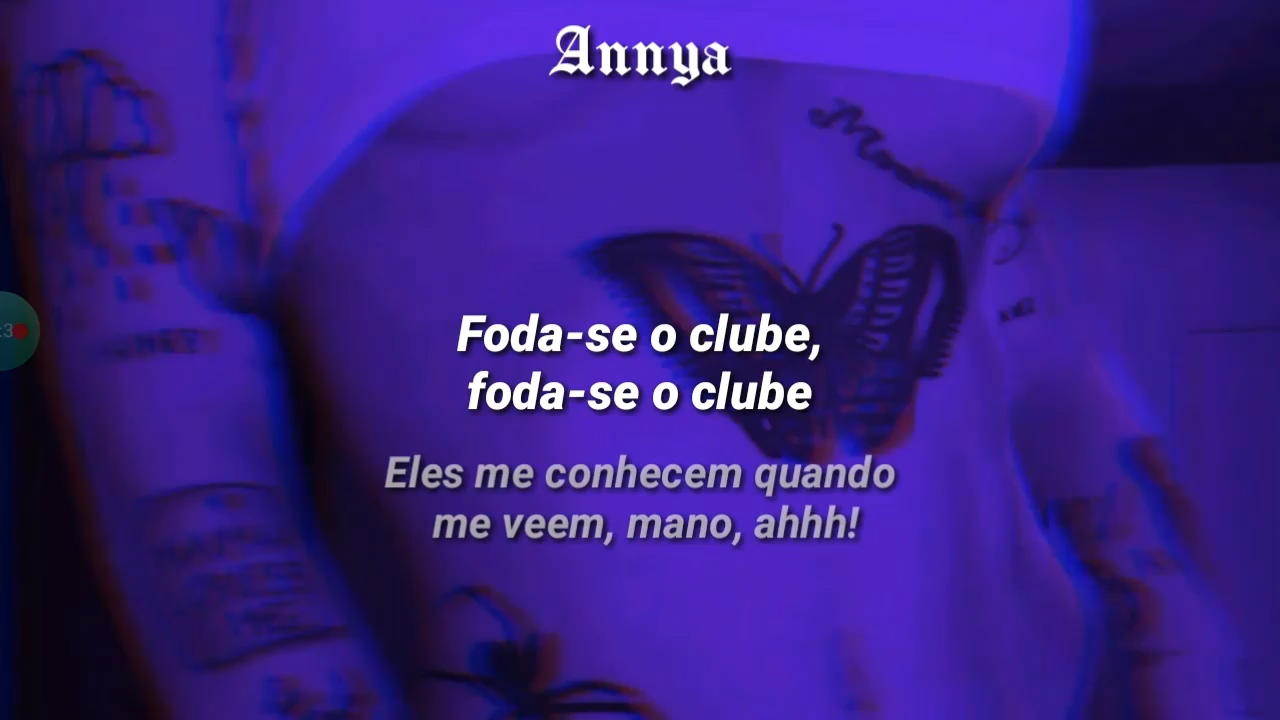 Annya
Foda-se o clube,
foda-se o clube
Eles me conhecem quando
me veem, mano, ahhh!